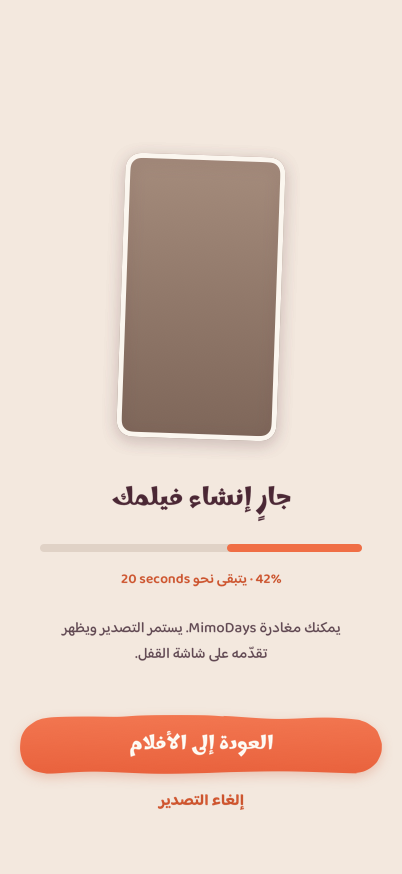 جارٍ إنشاء فيلمك
42% · يتبقى نحو 20 seconds
يمكنك مغادرة MimoDays. يستمر التصدير ويظهر
تقدّمه على شاشة القفل.
العودة إلى الأفلام
إلغاء التصدير